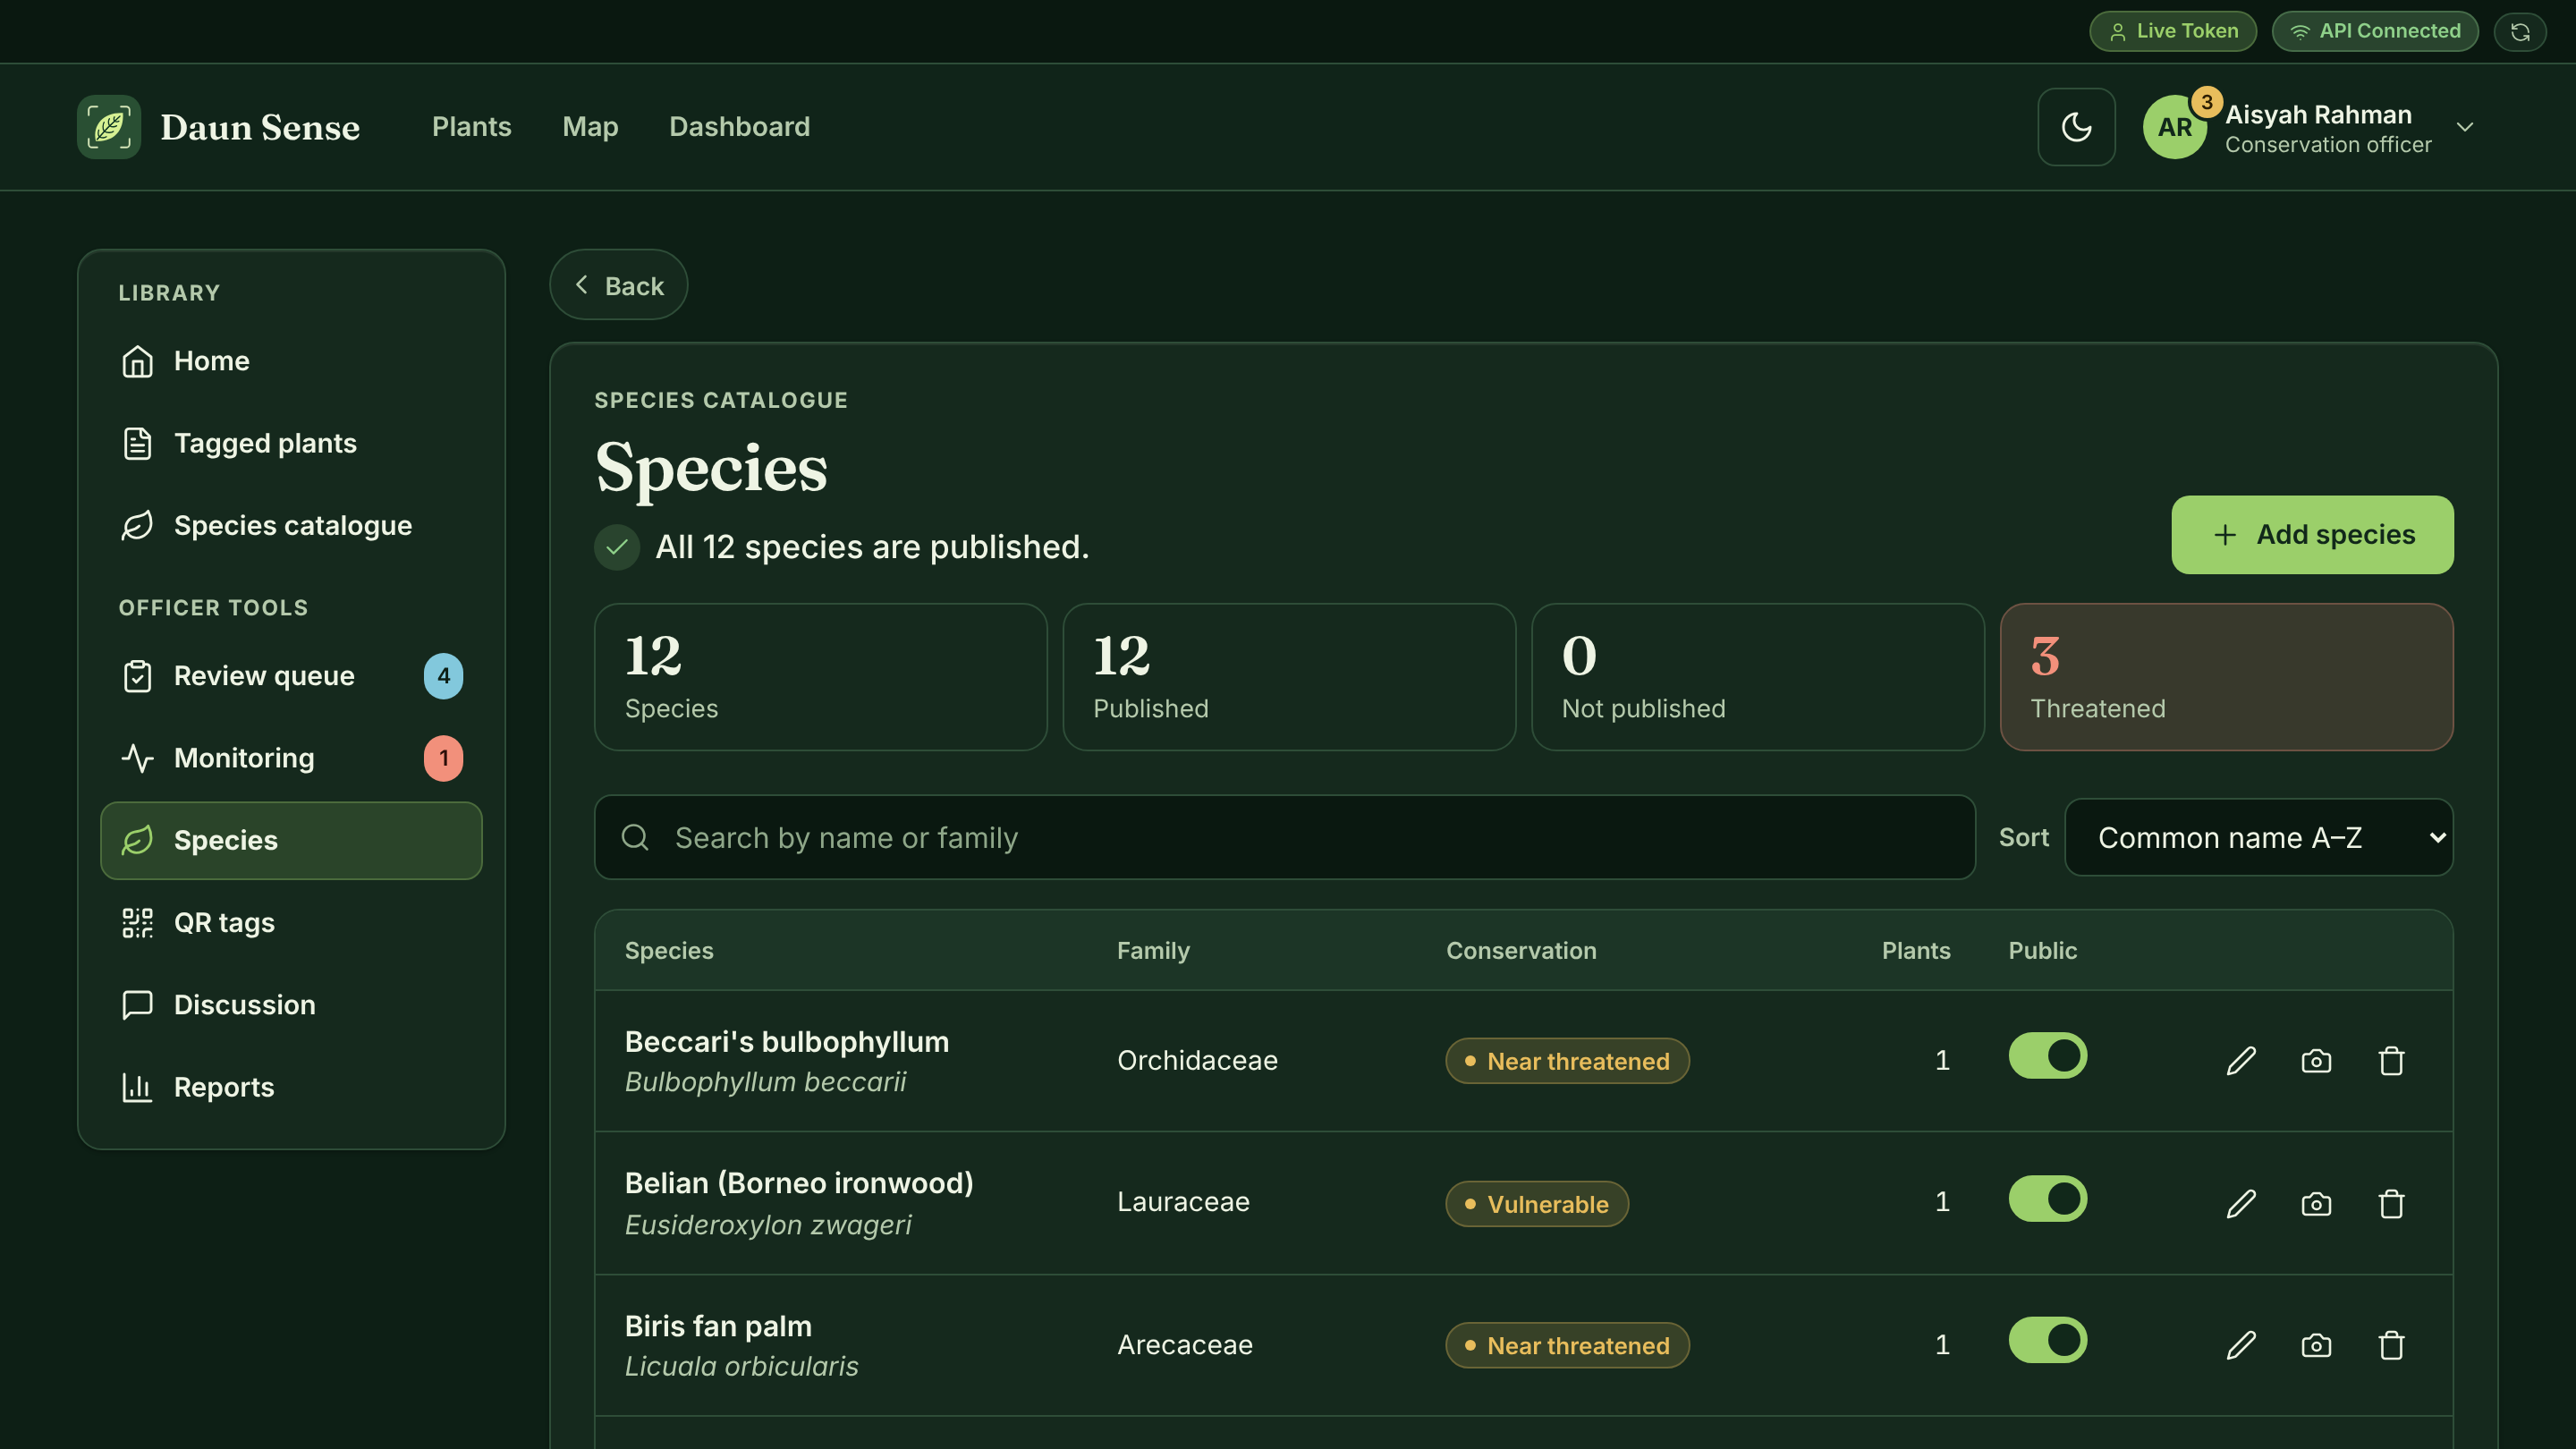 Live Token
API Connected
Daun Sense
Plants
Map
Dashboard
AR
3
Aisyah Rahman
Conservation officer
LIBRARY
Home
Tagged plants
Species catalogue
OFFICER TOOLS
Review queue
4
Monitoring
1
Species
QR tags
Discussion
Reports
Back
SPECIES CATALOGUE
Species
All 12 species are published.
Add species
12
Species
12
Published
0
Not published
3
Threatened
Search by name or family
Sort
Common name A–Z
Species Family Conservation Plants Public
Beccari's bulbophyllum
Bulbophyllum beccarii
Orchidaceae
Near threatened
1
Belian (Borneo ironwood)
Eusideroxylon zwageri
Lauraceae
Vulnerable
1
Biris fan palm
Licuala orbicularis
Arecaceae
Near threatened
1